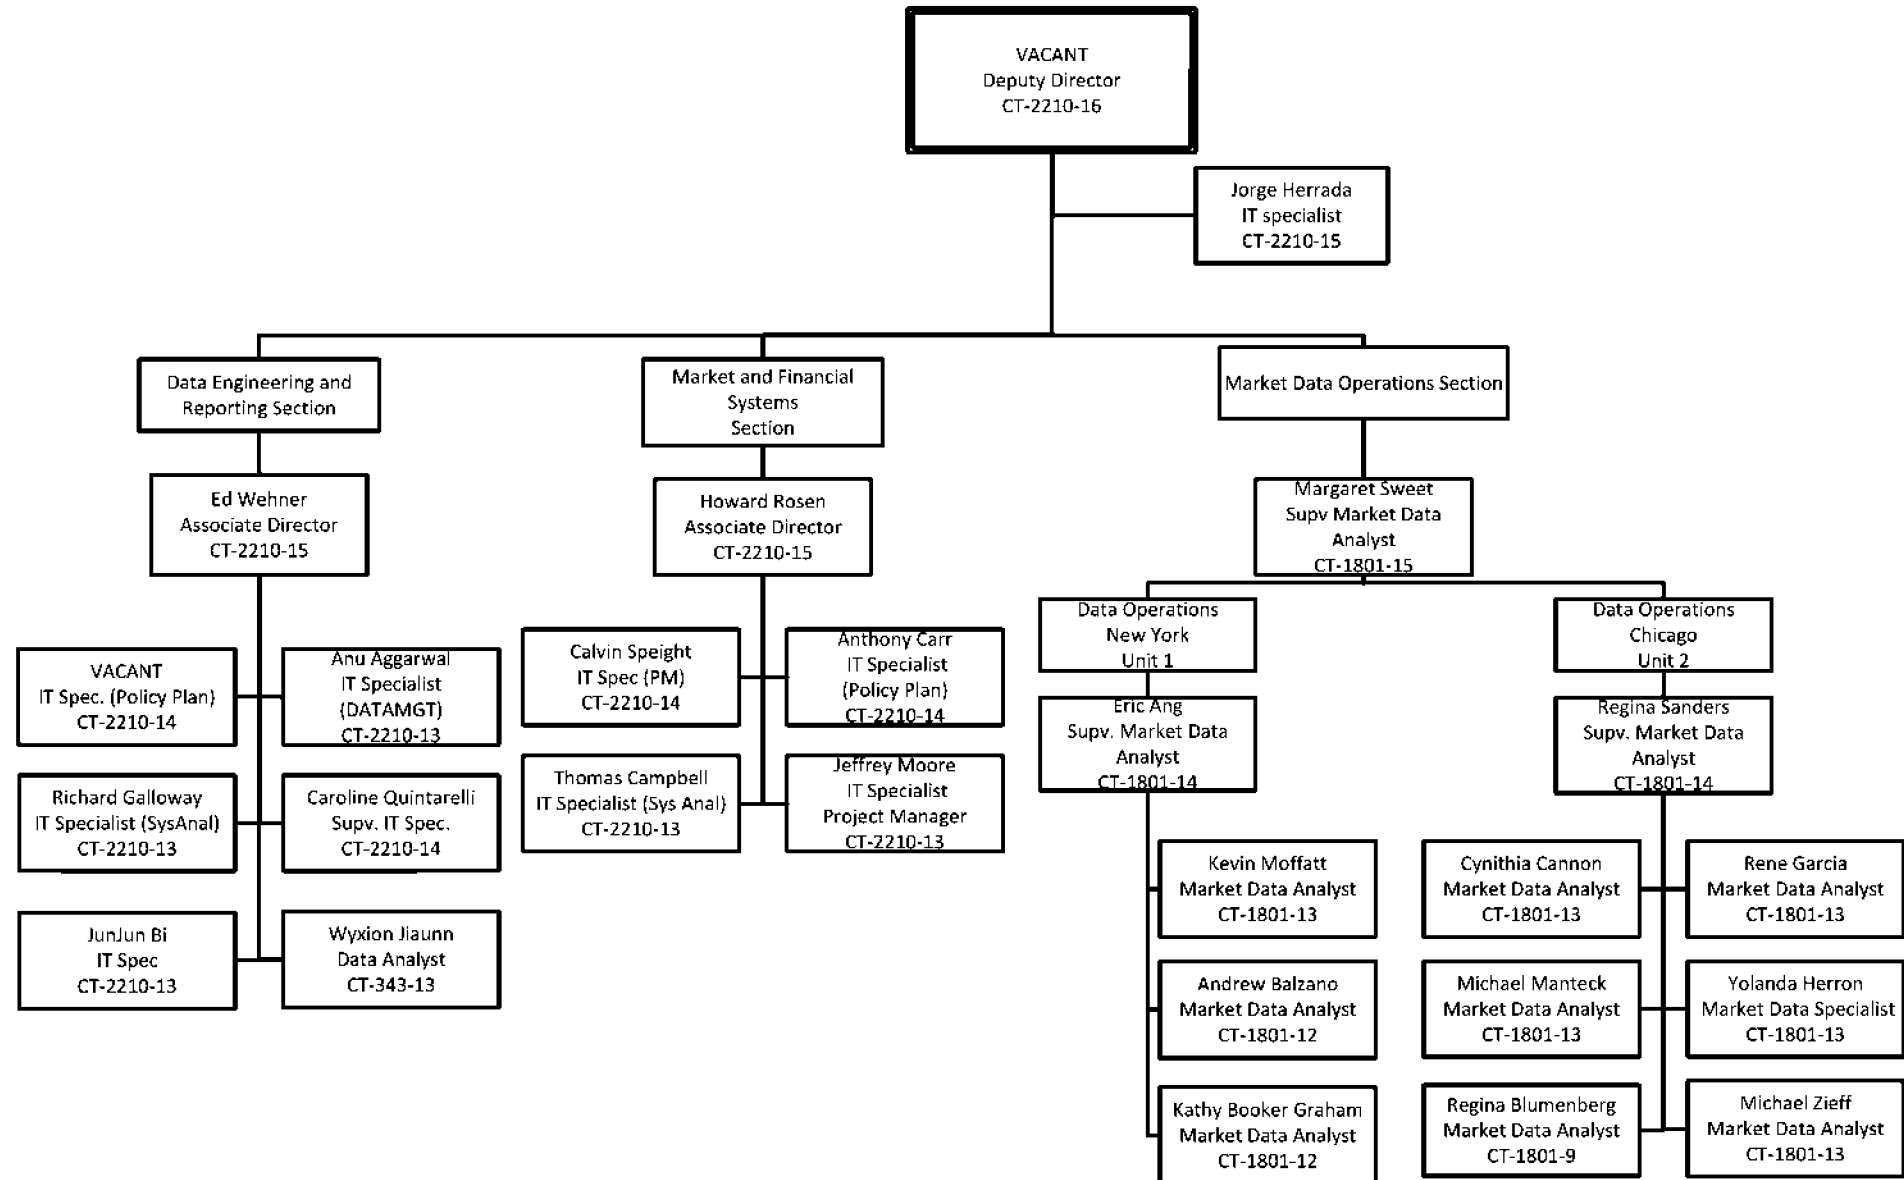 VACANT
Deputy Director
CT-2210-16
Jorge Herrada
IT specialist
CT-2210-15
Data Engineering and
Reporting Section
Market and Financial
Systems
Section
Market Data Operations Section
Ed Wehner
Associate Director
CT-2210-15
Howard Rosen
Associate Director
CT-2210-15
Margaret Sweet
Supv Market Data
Analyst
CT-1801-15
VACANT
IT Spec. (Policy Plan)
CT-2210-14
Anu Aggarwal
IT Specialist
(DATAMGT)
CT-2210-13
Richard Galloway
IT Specialist (SysAnal)
CT-2210-13
Caroline Quintarelli
Supv. IT Spec.
CT-2210-14
JunJun Bi
IT Spec
CT-2210-13
Wyxion Jiaunn
Data Analyst
CT-343-13
Calvin Speight
IT Spec (PM)
CT-2210-14
Anthony Carr
IT Specialist
(Policy Plan)
CT-2210-14
Thomas Campbell
IT Specialist (Sys Anal)
CT-2210-13
Jeffrey Moore
IT Specialist
Project Manager
CT-2210-13
Data Operations
New York
Unit 1
Eric Ang
Supv. Market Data
Analyst
CT-1801-14
Kevin Moffatt
Market Data Analyst
CT-1801-13
Andrew Balzano
Market Data Analyst
CT-1801-12
Kathy Booker Graham
Market Data Analyst
CT-1801-12
Data Operations
Chicago
Unit 2
Regina Sanders
Supv. Market Data
Analyst
CT-1801-14
Cynithia Cannon
Market Data Analyst
CT-1801-13
Rene Garcia
Market Data Analyst
CT-1801-13
Michael Manteck
Market Data Analyst
CT-1801-13
Yolanda Herron
Market Data Specialist
CT-1801-13
Regina Blumenberg
Market Data Analyst
CT-1801-9
Michael Zieff
Market Data Analyst
CT-1801-13